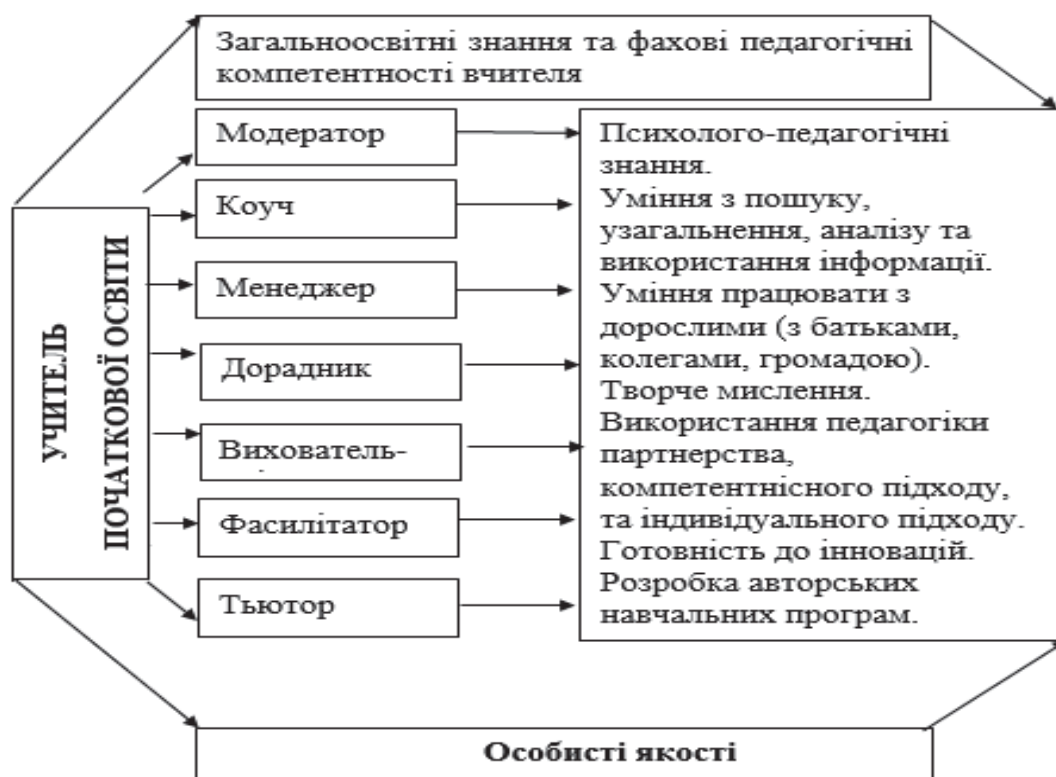 Загальноосвітні знання та фахові педагогічні
компетентності вчителя
УЧИТЕЛЬ
ПОЧАТКОВОЇ ОСВІТИ
Модератор
Коуч
Менеджер
Дорадник
Вихователь-
Фасилітатор
Тьютор
Психолого-педагогічні
знання.
Уміння з пошуку,
узагальнення, аналізу та
використання інформації.
Уміння працювати з
дорослими (з батьками,
колегами, громадою).
Творче мислення.
Використання педагогіки
партнерства,
компетентнісного підходу,
та індивідуального підходу.
Готовність до інновацій.
Розробка авторських
навчальних програм.
Особисті якості